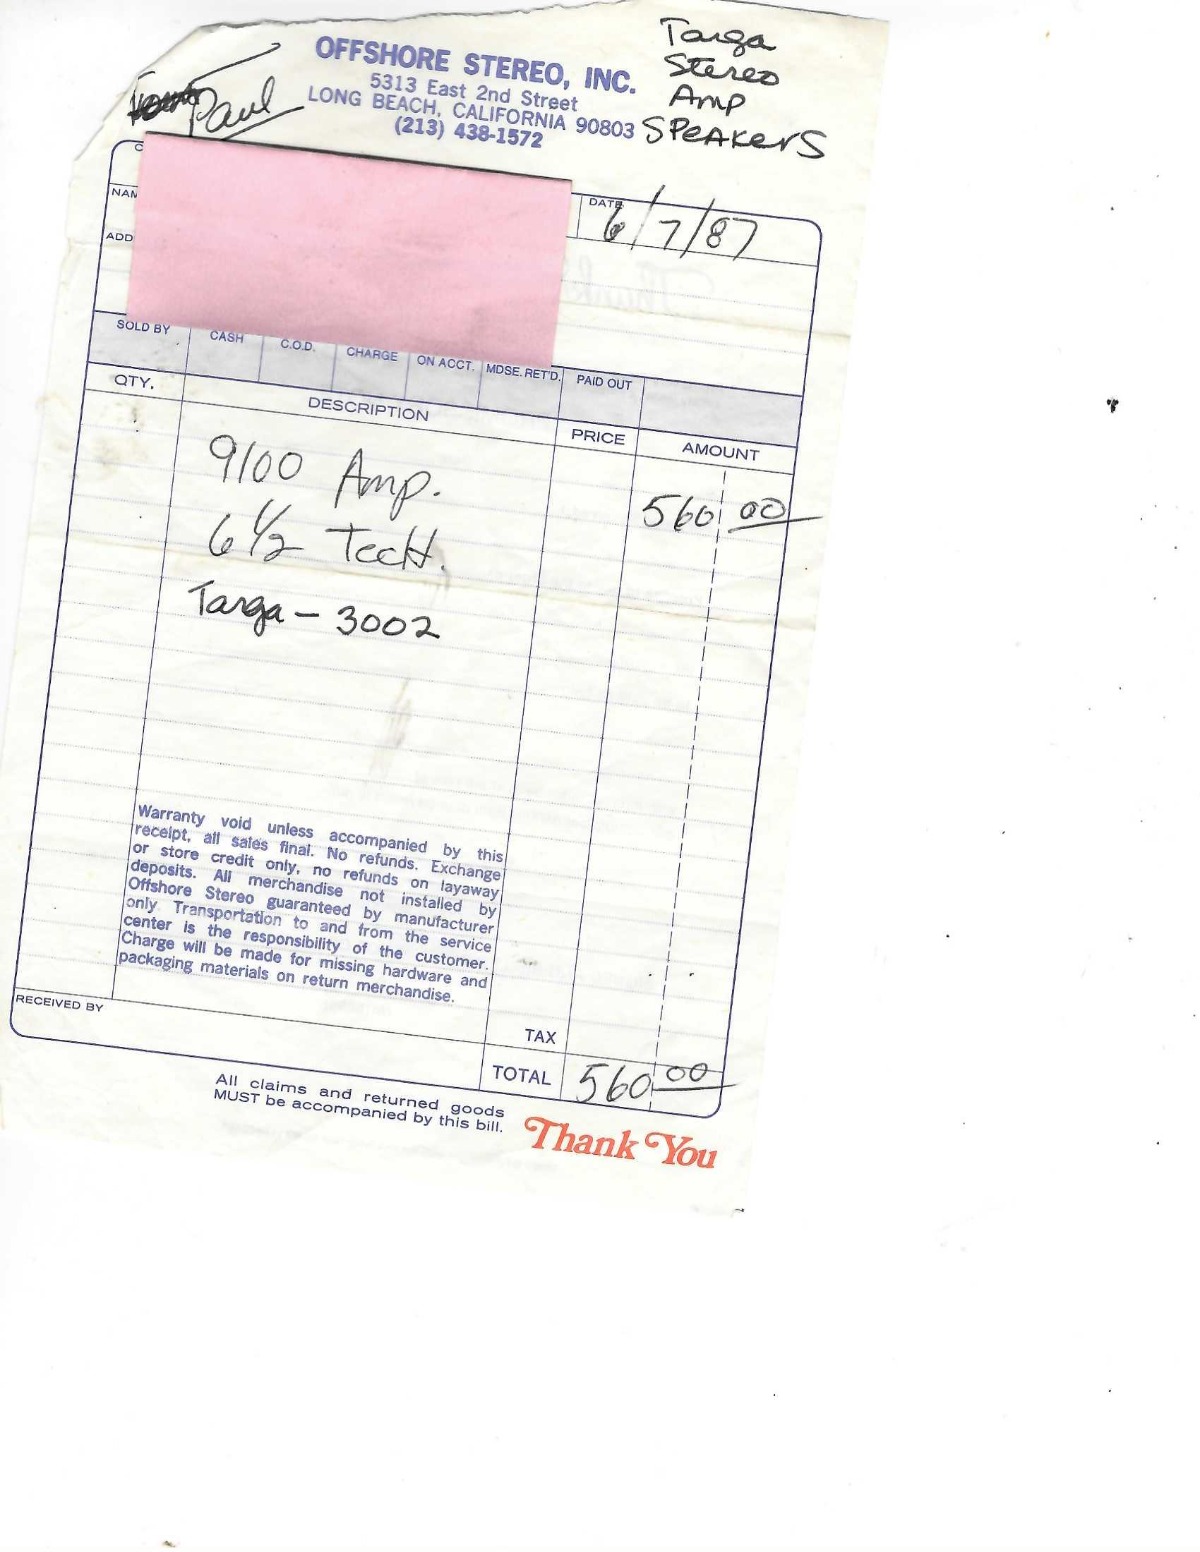 OFFSHORE STEREO, INC.
5313 East 2nd Street
LONG BEACH, CALIFORNIA 90803
(213) 438-1572
Paul
Targa
Stereo
Amp
SPEAKERS
NAM
DATE 6/7/87
ADD
SOLD BY CASH C.O.D. CHARGE ON ACCT. MDSE. RET'D. PAID OUT
QTY. DESCRIPTION PRICE AMOUNT
9100 Amp. 560 00
6 1/2 TecH.
Targa - 3002
Warranty void unless accompanied by this
receipt, all sales final. No refunds. Exchange
or store credit only, no refunds on layaway
deposits. All merchandise not installed by
Offshore Stereo guaranteed by manufacturer
only. Transportation to and from the service
center is the responsibility of the customer.
Charge will be made for missing hardware and
packaging materials on return merchandise.
RECEIVED BY
TAX
TOTAL 560 00
All claims and returned goods
MUST be accompanied by this bill.
Thank You